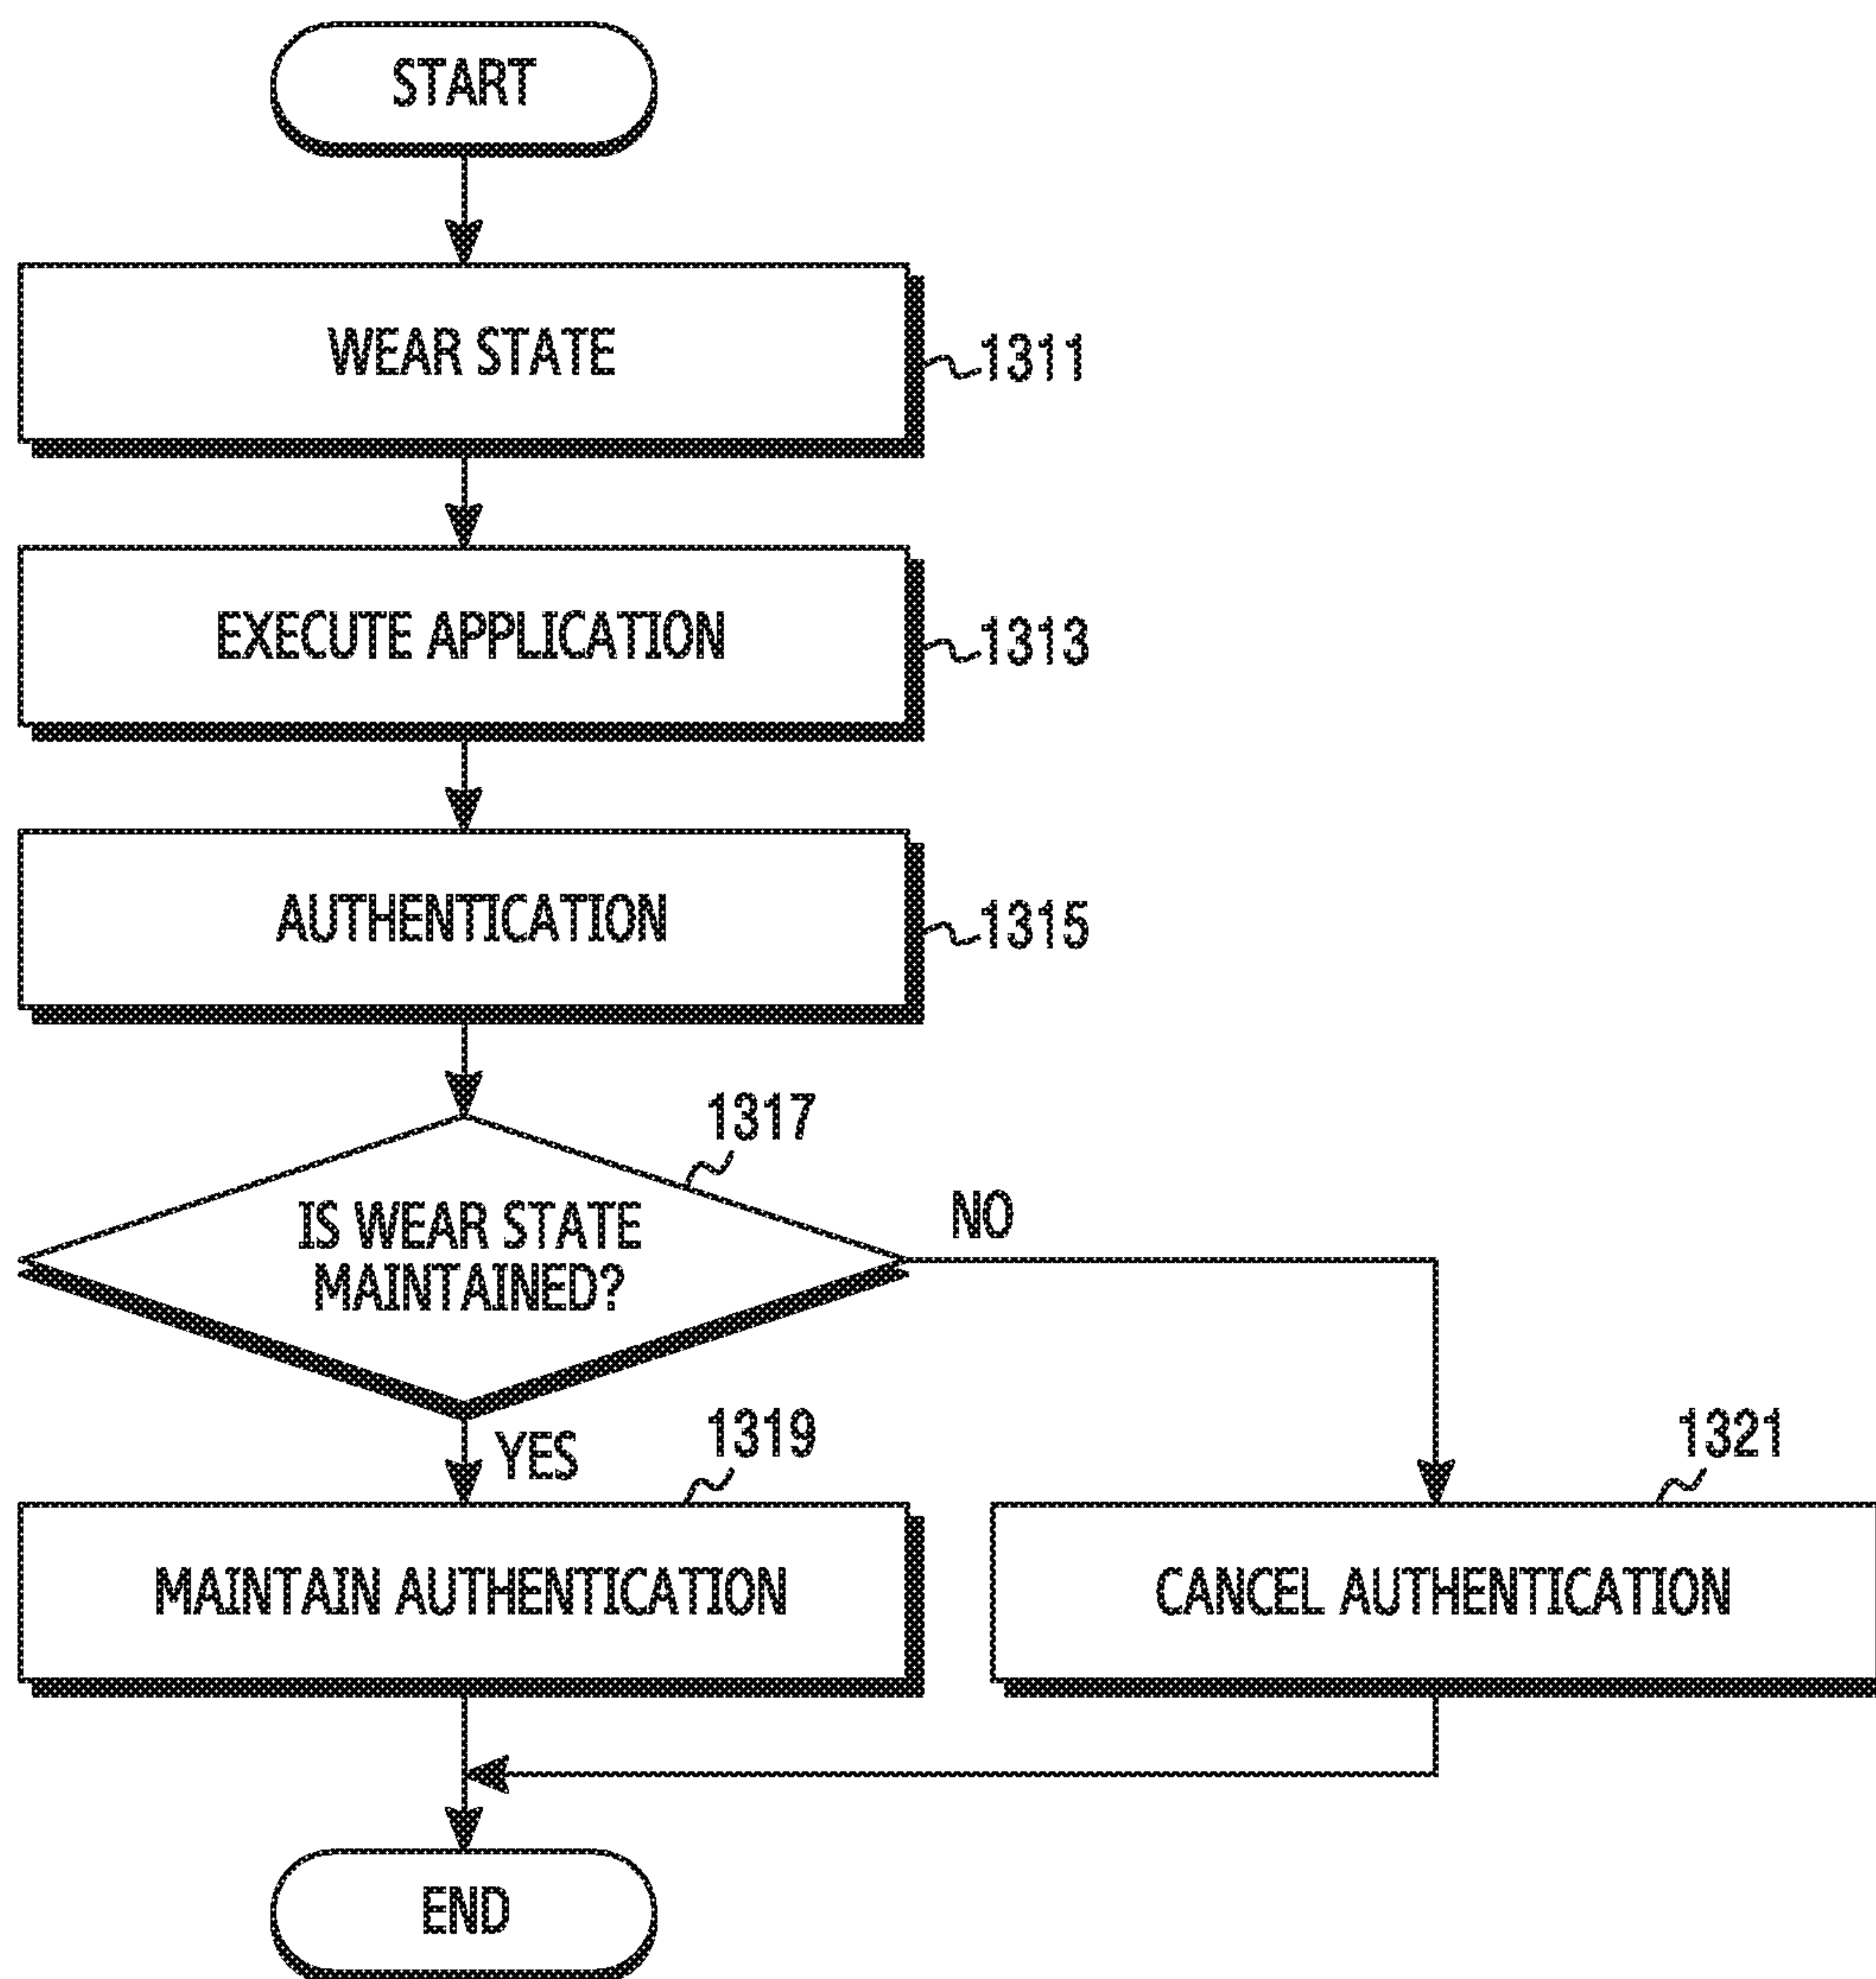 START
WEAR STATE
1311
EXECUTE APPLICATION
1313
AUTHENTICATION
1315
1317
IS WEAR STATE
MAINTAINED?
NO
YES
1319
1321
MAINTAIN AUTHENTICATION
CANCEL AUTHENTICATION
END